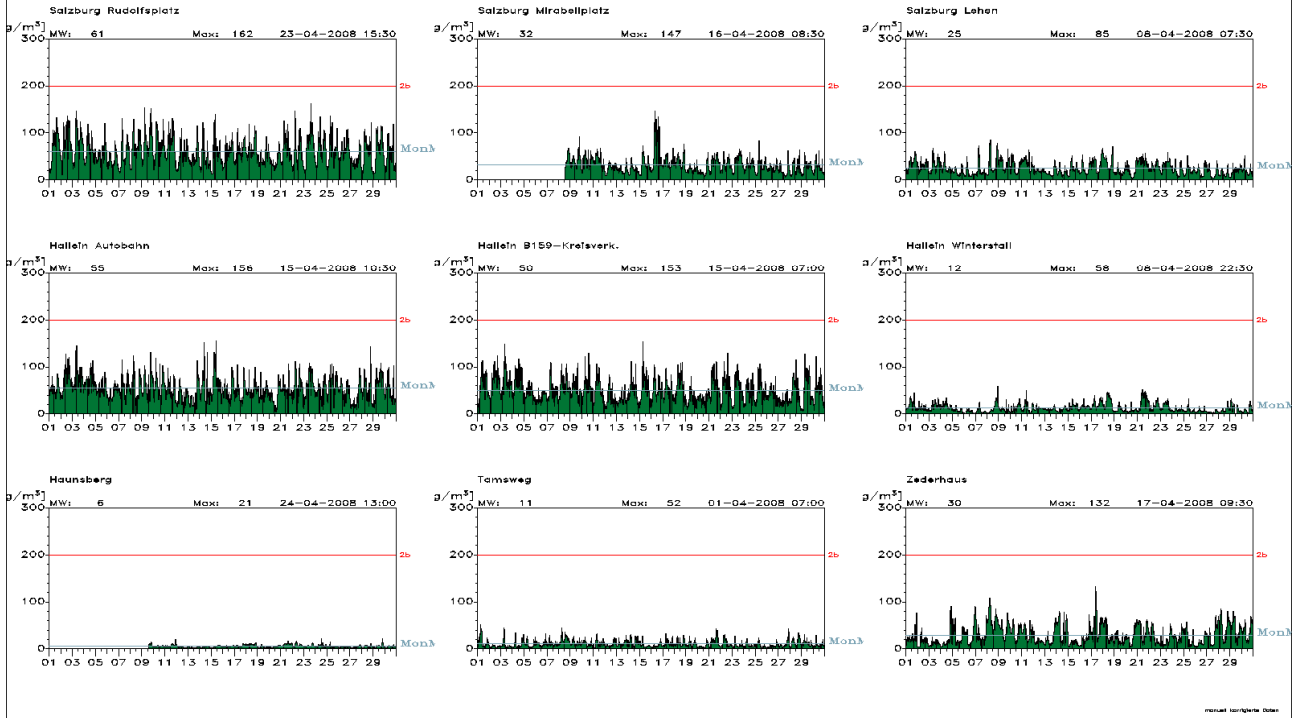 Salzburg Rudolfsplatz
g/m³] MW: 61 Max: 162 23-04-2008 15:30
300
200 2b
100 MonM
0
01 03 05 07 09 11 13 15 17 19 21 23 25 27 29
Salzburg Mirabellplatz
g/m³] MW: 32 Max: 147 16-04-2008 08:30
300
200 2b
100 MonM
0
01 03 05 07 09 11 13 15 17 19 21 23 25 27 29
Salzburg Lehen
g/m³] MW: 25 Max: 85 08-04-2008 07:30
300
200 2b
100 MonM
0
01 03 05 07 09 11 13 15 17 19 21 23 25 27 29
Hallein Autobahn
g/m³] MW: 55 Max: 156 15-04-2008 10:30
300
200 2b
100 MonM
0
01 03 05 07 09 11 13 15 17 19 21 23 25 27 29
Hallein B159-Kreisverk.
g/m³] MW: 50 Max: 153 15-04-2008 07:00
300
200 2b
100 MonM
0
01 03 05 07 09 11 13 15 17 19 21 23 25 27 29
Hallein Winterstall
g/m³] MW: 12 Max: 58 08-04-2008 22:30
300
200 2b
100 MonM
0
01 03 05 07 09 11 13 15 17 19 21 23 25 27 29
Haunsberg
g/m³] MW: 6 Max: 21 24-04-2008 13:00
300
200 2b
100 MonM
0
01 03 05 07 09 11 13 15 17 19 21 23 25 27 29
Tamsweg
g/m³] MW: 11 Max: 52 01-04-2008 07:00
300
200 2b
100 MonM
0
01 03 05 07 09 11 13 15 17 19 21 23 25 27 29
Zederhaus
g/m³] MW: 30 Max: 132 17-04-2008 09:30
300
200 2b
100 MonM
0
01 03 05 07 09 11 13 15 17 19 21 23 25 27 29
manuell korrigierte Daten